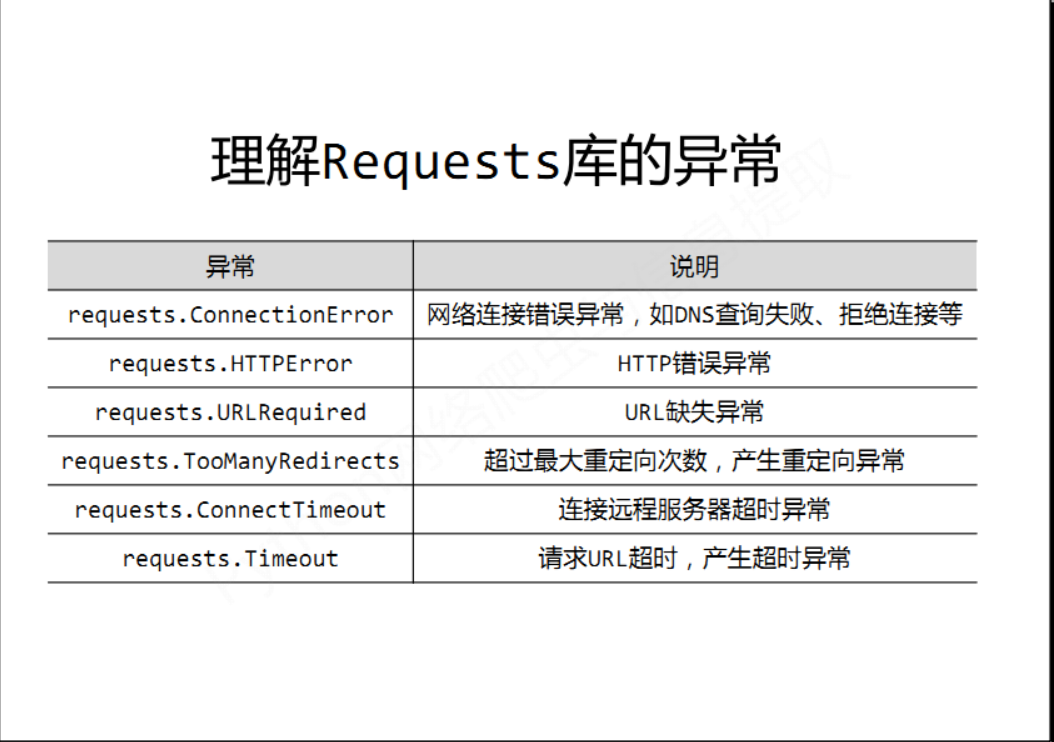 理解Requests库的异常
异常 说明
requests.ConnectionError 网络连接错误异常，如DNS查询失败、拒绝连接等
requests.HTTPError HTTP错误异常
requests.URLRequired URL缺失异常
requests.TooManyRedirects 超过最大重定向次数，产生重定向异常
requests.ConnectTimeout 连接远程服务器超时异常
requests.Timeout 请求URL超时，产生超时异常